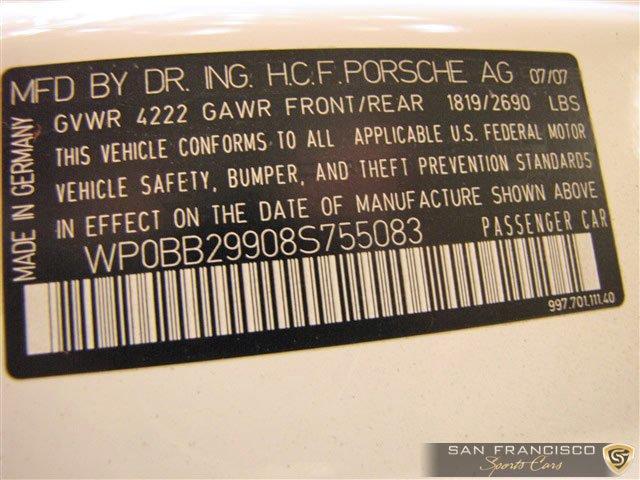 MFD BY DR. ING. H.C.F. PORSCHE AG 07/07
GVWR 4222 GAWR FRONT/REAR 1819/2690 LBS
THIS VEHICLE CONFORMS TO ALL APPLICABLE U.S. FEDERAL MOTOR
VEHICLE SAFETY, BUMPER, AND THEFT PREVENTION STANDARDS
IN EFFECT ON THE DATE OF MANUFACTURE SHOWN ABOVE
WP0BB29908S755083 PASSENGER CAR
997.701.111.40
MADE IN GERMANY
SAN FRANCISCO
Sports Cars